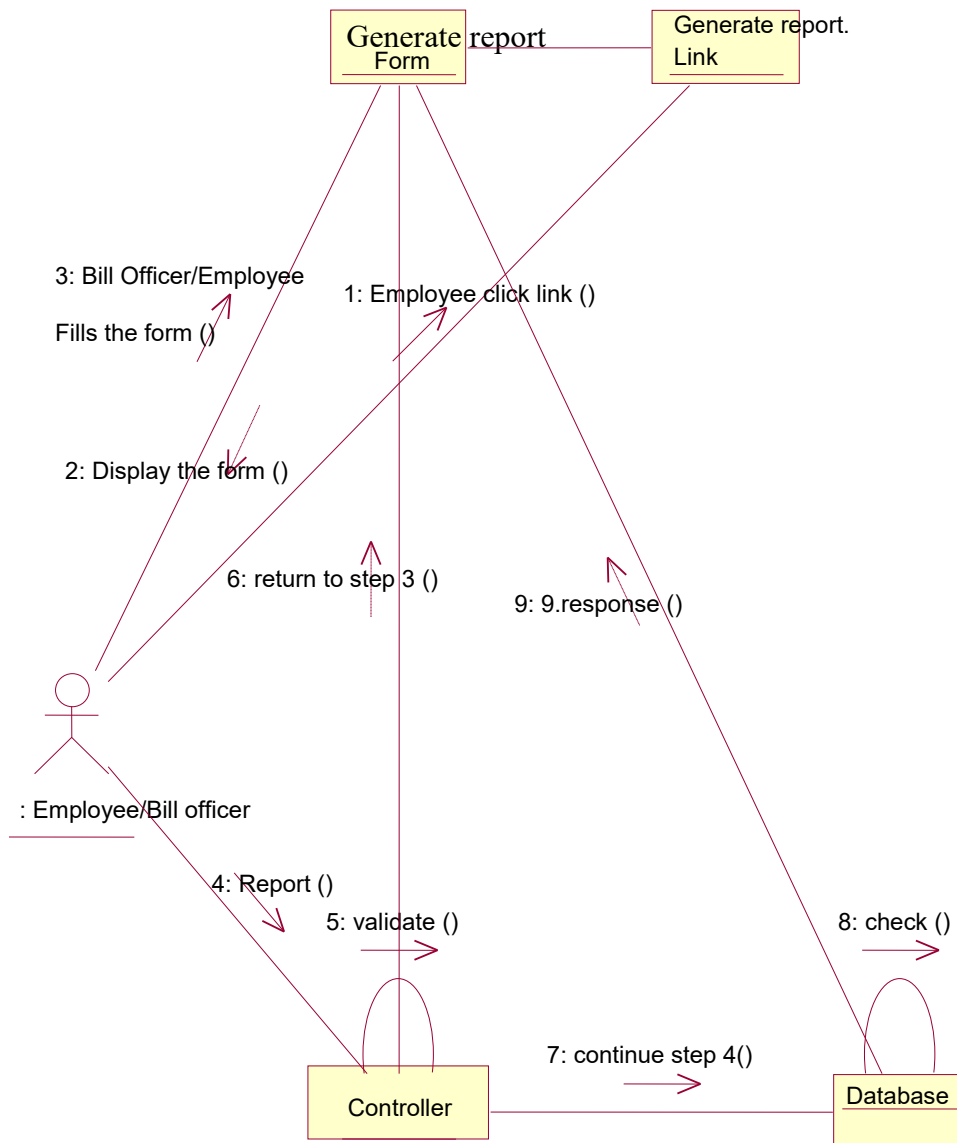 Generate report
Form
Generate report.
Link
3: Bill Officer/Employee
Fills the form ()
1: Employee click link ()
2: Display the form ()
6: return to step 3 ()
9: 9.response ()
: Employee/Bill officer
4: Report ()
5: validate ()
8: check ()
7: continue step 4()
Controller
Database